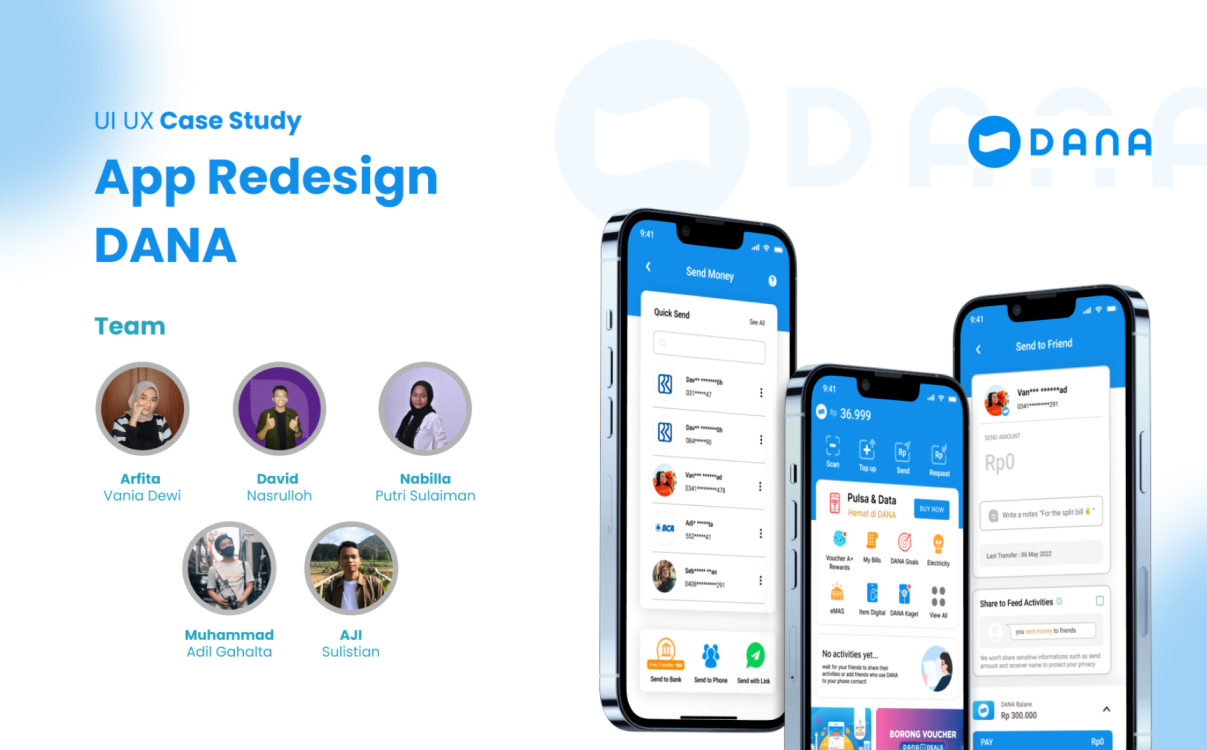 UI UX Case Study
App Redesign
DANA
Team
Arfita
Vania Dewi
David
Nasrulloh
Nabilla
Putri Sulaiman
Muhammad
Adil Gahalta
AJI
Sulistian
DANA
DANA
9:41
Send Money
?
Quick Send
See All
Dav** *******0h
031*****47
Dav** *******0h
084*****90
Van*** ******ad
0341*********478
BCA
Adi* *****ta
552*****41
Seb***** **an
0408*********291
Send to Bank
Send to Phone
Send with Link
9:41
Rp 36.999
Scan
Top up
Rp
Send
Rp
Request
Pulsa & Data
Hemat di DANA
BUY NOW
Voucher A+
Rewards
My Bills
DANA Goals
Electricity
eMAS
Item Digital
DANA Kaget
View All
No activities yet...
wait for your friends to share their
activities or add friends who use DANA
to your phone contact!
BORONG VOUCHER
DANA DEALS
9:41
Send to Friend
Van*** ******ad
0341*********291
SEND AMOUNT
Rp0
Write a notes "For the split bill ✌️"
Last Transfer : 06 May 2022
Share to Feed Activities
you sent money to friends
We won't share sensitive informations such as send
amount and receiver name to protect your privacy
DANA Balane
Rp 300.000
PAY
Rp0